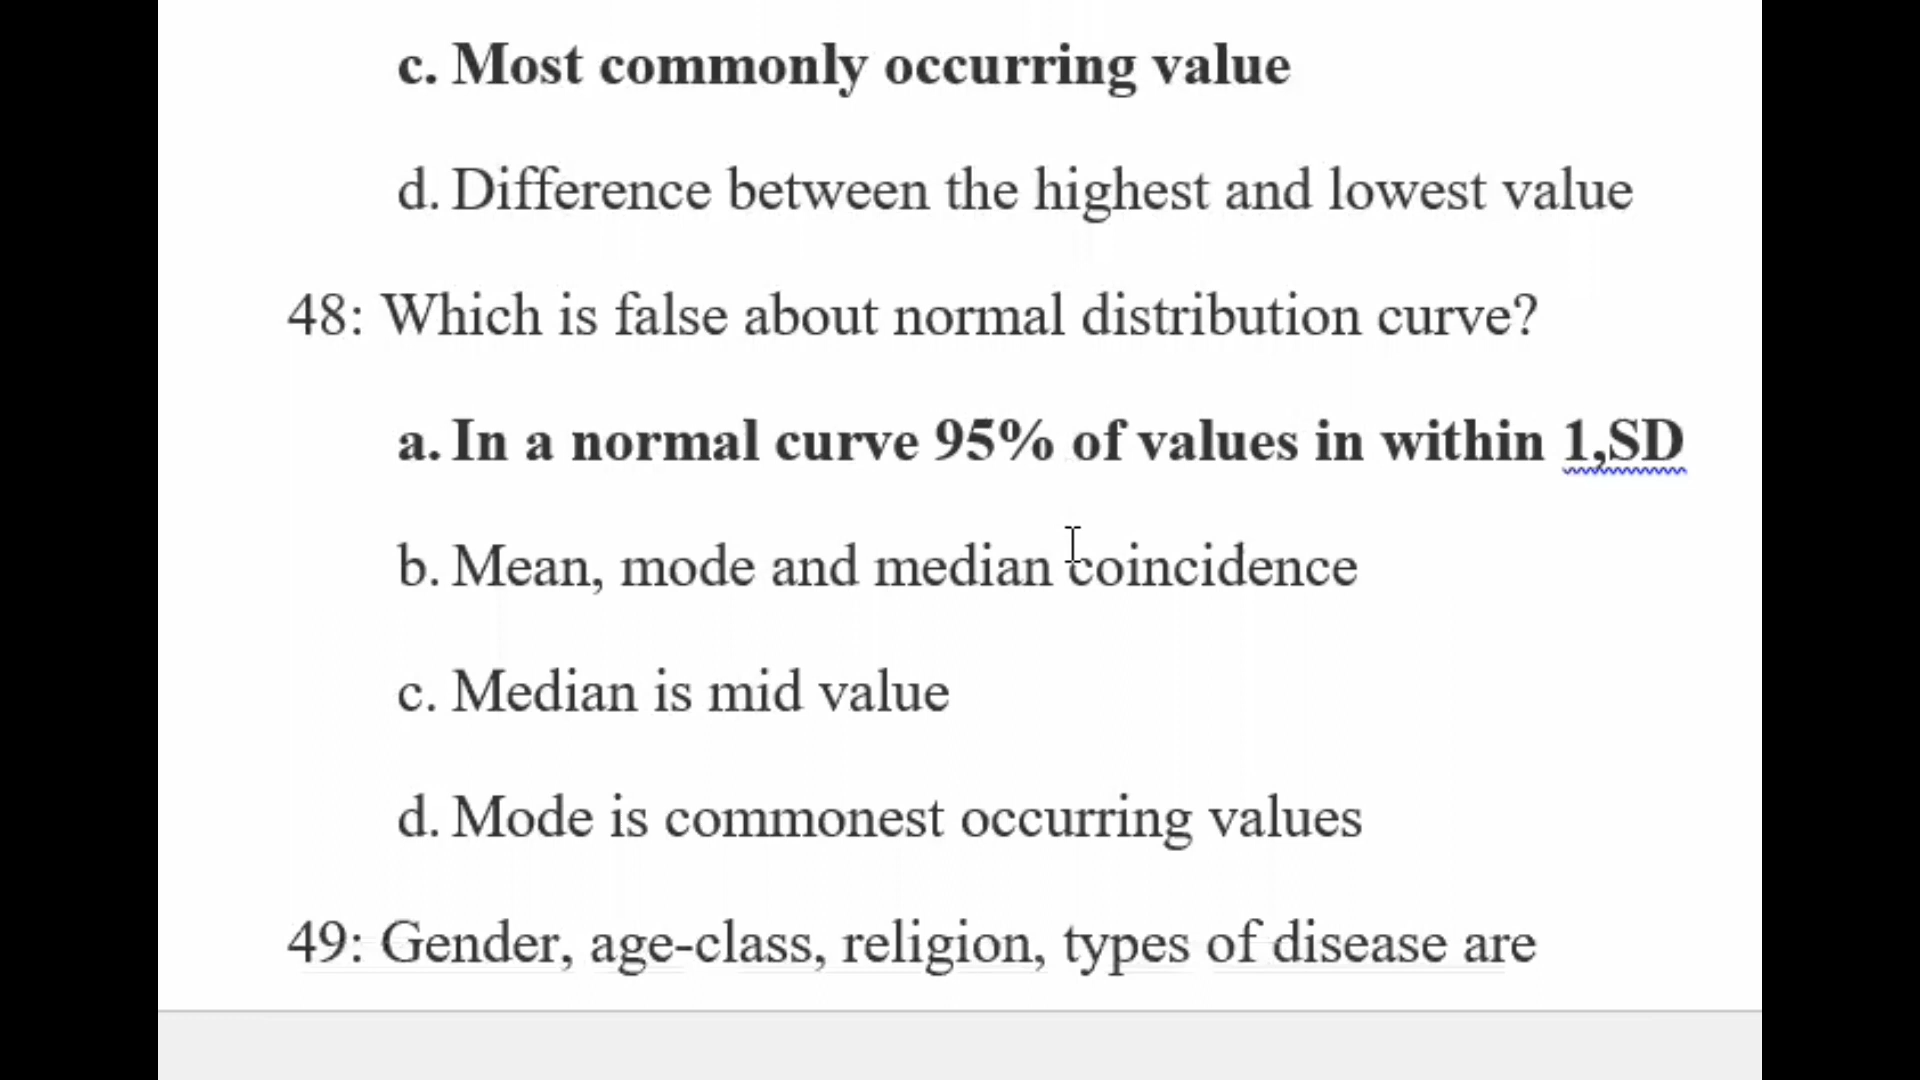 c. Most commonly occurring value
d. Difference between the highest and lowest value
48: Which is false about normal distribution curve?
a. In a normal curve 95% of values in within 1,SD
b. Mean, mode and median coincidence
c. Median is mid value
d. Mode is commonest occurring values
49: Gender, age-class, religion, types of disease are